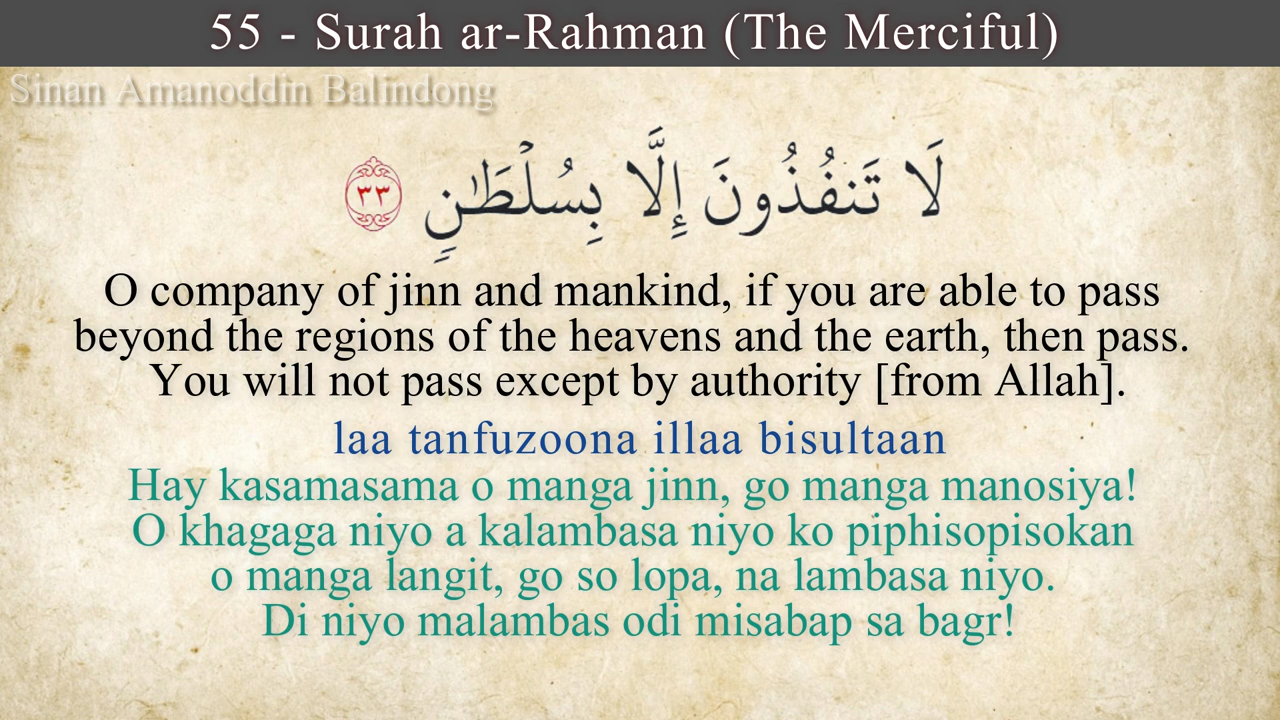 55 - Surah ar-Rahman (The Merciful)
Sinan Amanoddin Balindong
لَا تَنفُذُونَ إِلَّا بِسُلْطَـٰنٍ ٣٣
O company of jinn and mankind, if you are able to pass
beyond the regions of the heavens and the earth, then pass.
You will not pass except by authority [from Allah].
laa tanfuzoona illaa bisultaan
Hay kasamasama o manga jinn, go manga manosiya!
O khagaga niyo a kalambasa niyo ko piphisopisokan
o manga langit, go so lopa, na lambasa niyo.
Di niyo malambas odi misabap sa bagr!